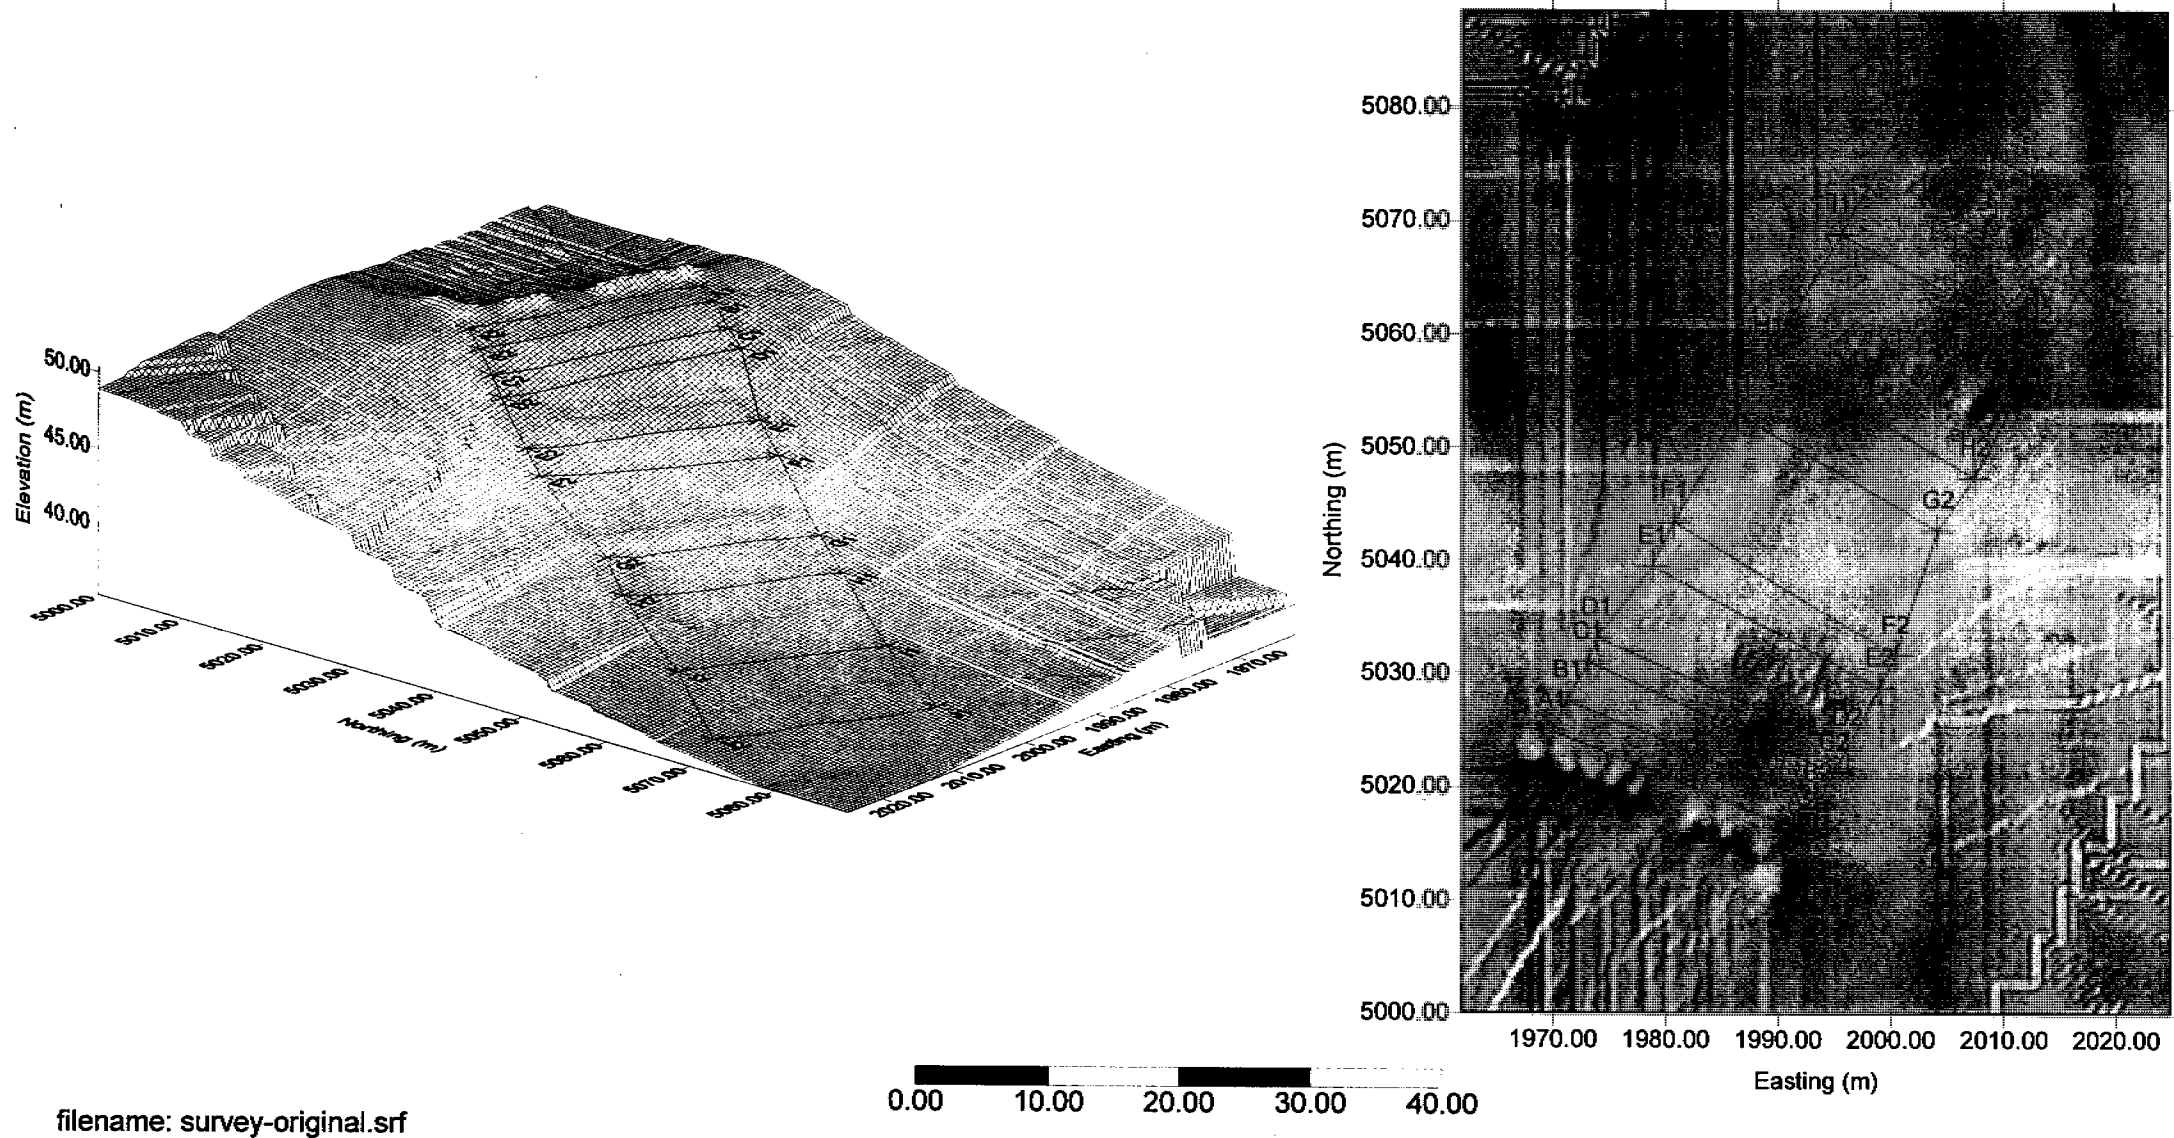 50.00
45.00
40.00
Elevation (m)
5000.00
5010.00
5020.00
5030.00
5040.00
5050.00
5060.00
5070.00
5080.00
Northing (m)
2020.00
2010.00
2000.00
1990.00
1980.00
1970.00
Easting (m)
5080.00
5070.00
5060.00
5050.00
5040.00
5030.00
5020.00
5010.00
5000.00
Northing (m)
H2
G2
F1
E1
D1
F2
C1
E2
B1
A1
D2
C2
1970.00 1980.00 1990.00 2000.00 2010.00 2020.00
Easting (m)
0.00 10.00 20.00 30.00 40.00
filename: survey-original.srf